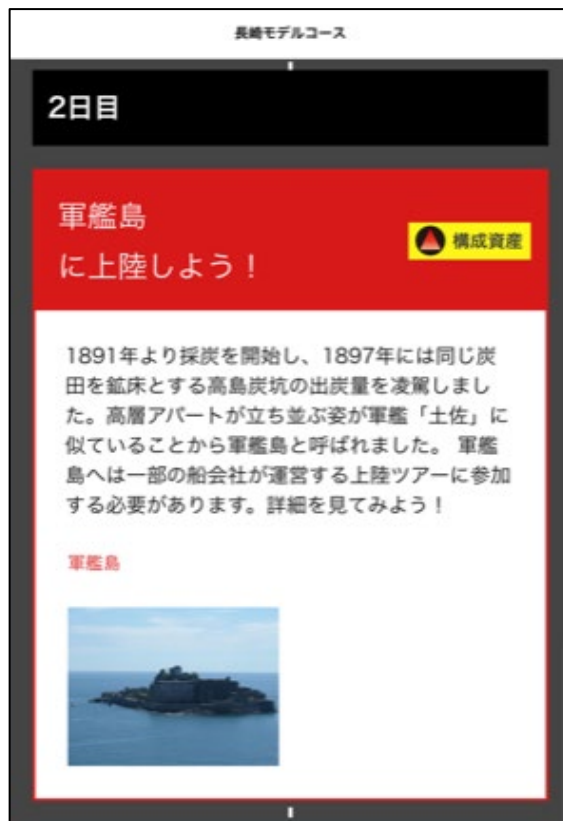 長崎モデルコース
2日目
軍艦島
に上陸しよう！
構成資産
1891年より採炭を開始し、1897年には同じ炭
田を鉱床とする高島炭坑の出炭量を凌駕しまし
た。高層アパートが立ち並ぶ姿が軍艦「土佐」に
似ていることから軍艦島と呼ばれました。 軍艦
島へは一部の船会社が運営する上陸ツアーに参加
する必要があります。詳細を見てみよう！
軍艦島